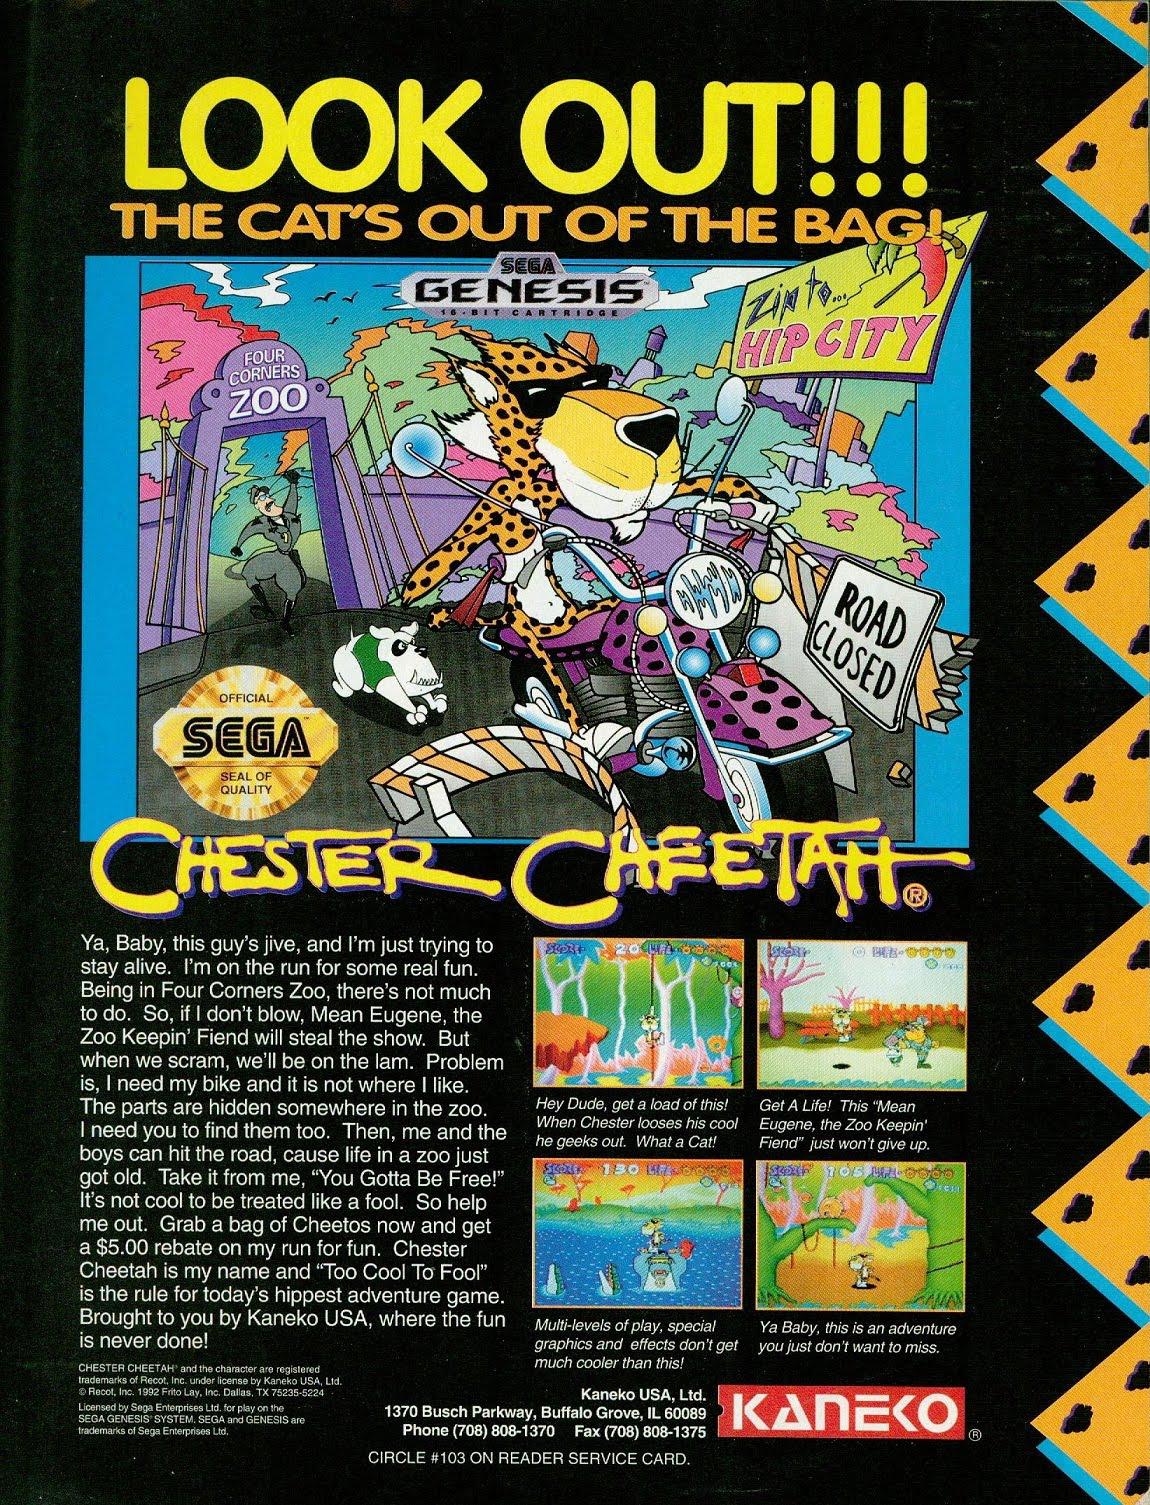 LOOK OUT!!!
THE CAT'S OUT OF THE BAG!
SEGA
GENESIS
16-BIT CARTRIDGE
Zip to...
HIP CITY
FOUR
CORNERS
ZOO
ROAD
CLOSED
OFFICIAL
SEGA™
SEAL OF
QUALITY
CHESTER CHEETAH®
Ya, Baby, this guy's jive, and I'm just trying to
stay alive. I'm on the run for some real fun.
Being in Four Corners Zoo, there's not much
to do. So, if I don't blow, Mean Eugene, the
Zoo Keepin' Fiend will steal the show. But
when we scram, we'll be on the lam. Problem
is, I need my bike and it is not where I like.
The parts are hidden somewhere in the zoo.
I need you to find them too. Then, me and the
boys can hit the road, cause life in a zoo just
got old. Take it from me, "You Gotta Be Free!"
It's not cool to be treated like a fool. So help
me out. Grab a bag of Cheetos now and get
a $5.00 rebate on my run for fun. Chester
Cheetah is my name and "Too Cool To Fool"
is the rule for today's hippest adventure game.
Brought to you by Kaneko USA, where the fun
is never done!
CHESTER CHEETAH® and the character are registered
trademarks of Recot, Inc. under license by Kaneko USA, Ltd.
© Recot, Inc. 1992 Frito Lay, Inc. Dallas, TX 75235-5224
Licensed by Sega Enterprises Ltd. for play on the
SEGA GENESIS™ SYSTEM. SEGA and GENESIS are
trademarks of Sega Enterprises Ltd.
SCORE 20 LIFE
Hey Dude, get a load of this!
When Chester looses his cool
he geeks out. What a Cat!
SCORE 0 LIFE
Get A Life! This "Mean
Eugene, the Zoo Keepin'
Fiend" just won't give up.
SCORE 130 LIFE
Multi-levels of play, special
graphics and effects don't get
much cooler than this!
SCORE 105 LIFE
Ya Baby, this is an adventure
you just don't want to miss.
Kaneko USA, Ltd.
1370 Busch Parkway, Buffalo Grove, IL 60089
Phone (708) 808-1370 Fax (708) 808-1375
KANEKO®
CIRCLE #103 ON READER SERVICE CARD.